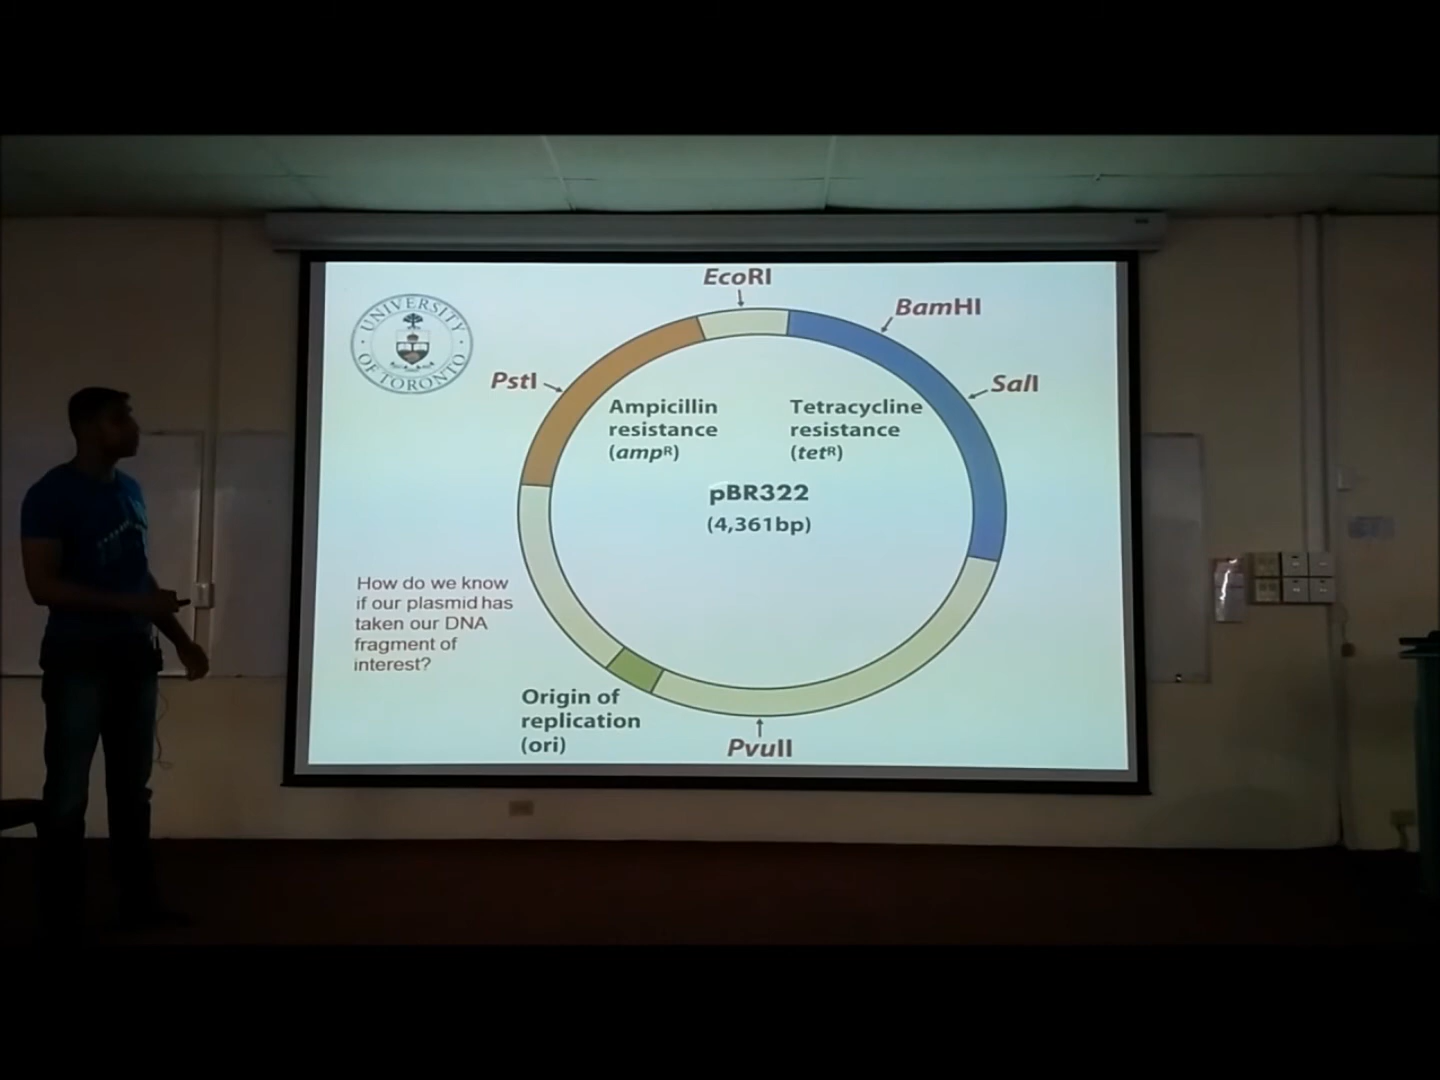 UNIVERSITY
OF TORONTO
EcoRI
BamHI
PstI
SalI
Ampicillin
resistance
(ampR)
Tetracycline
resistance
(tetR)
pBR322
(4,361bp)
How do we know
if our plasmid has
taken our DNA
fragment of
interest?
Origin of
replication
(ori)
PvuII